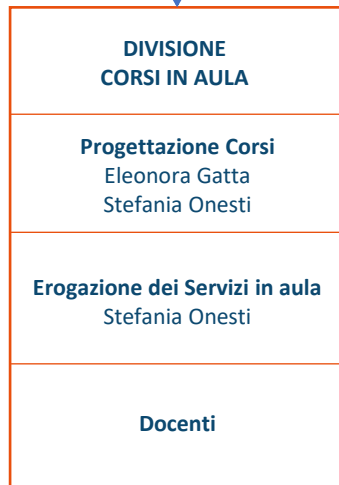 DIVISIONE
CORSI IN AULA
Progettazione Corsi
Eleonora Gatta
Stefania Onesti
Erogazione dei Servizi in aula
Stefania Onesti
Docenti